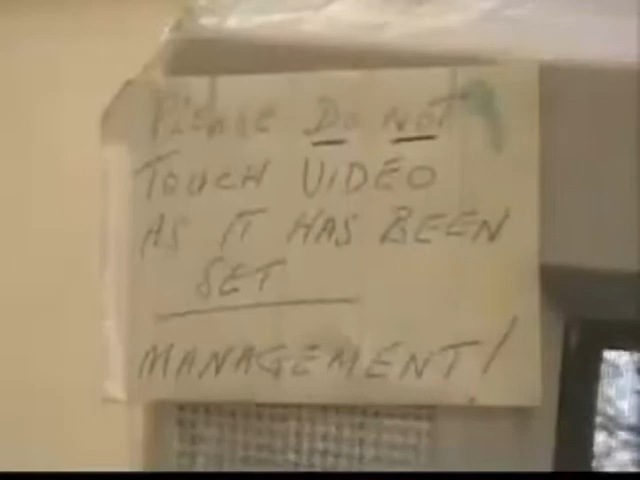 PLEASE DO NOT
TOUCH VIDEO
AS IT HAS BEEN
SET
MANAGEMENT!